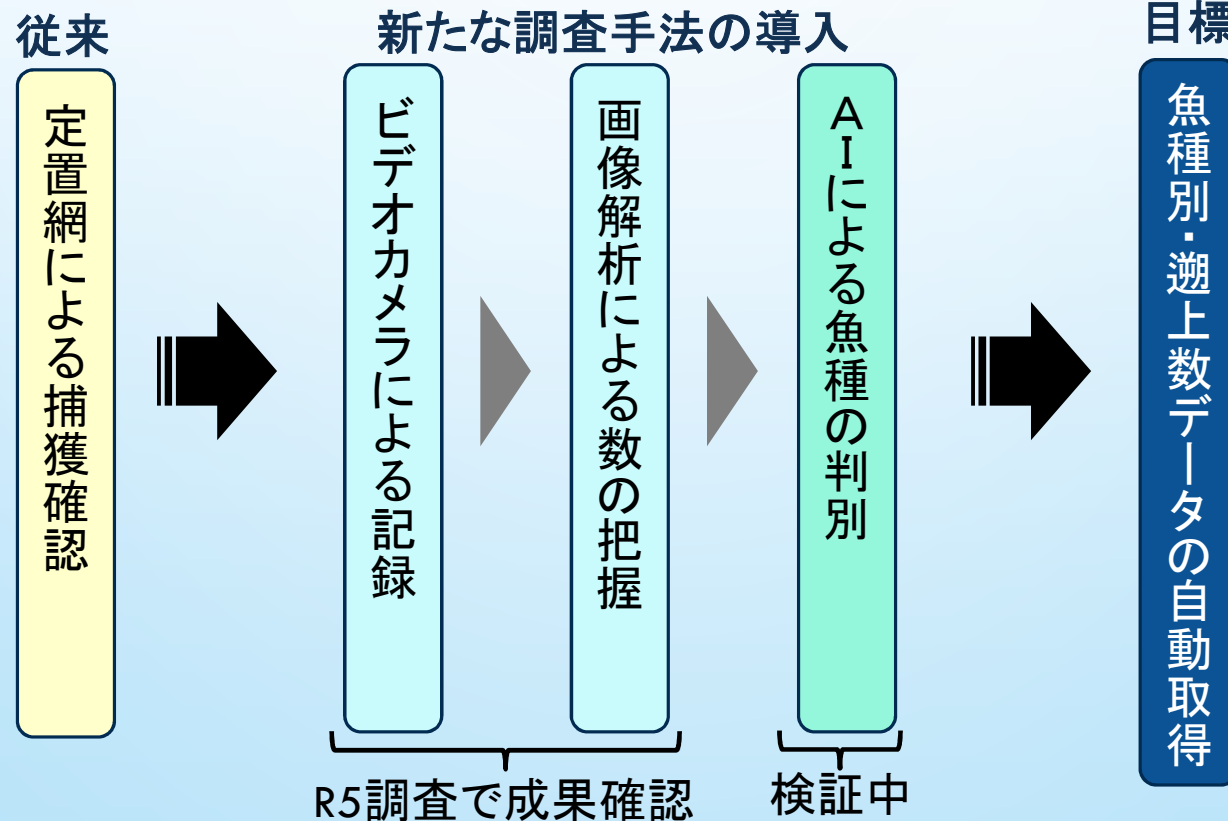 従来
定置網による捕獲確認
新たな調査手法の導入
ビデオカメラによる記録
画像解析による数の把握
AIによる魚種の判別
R5調査で成果確認
検証中
目標
魚種別・遡上数データの自動取得